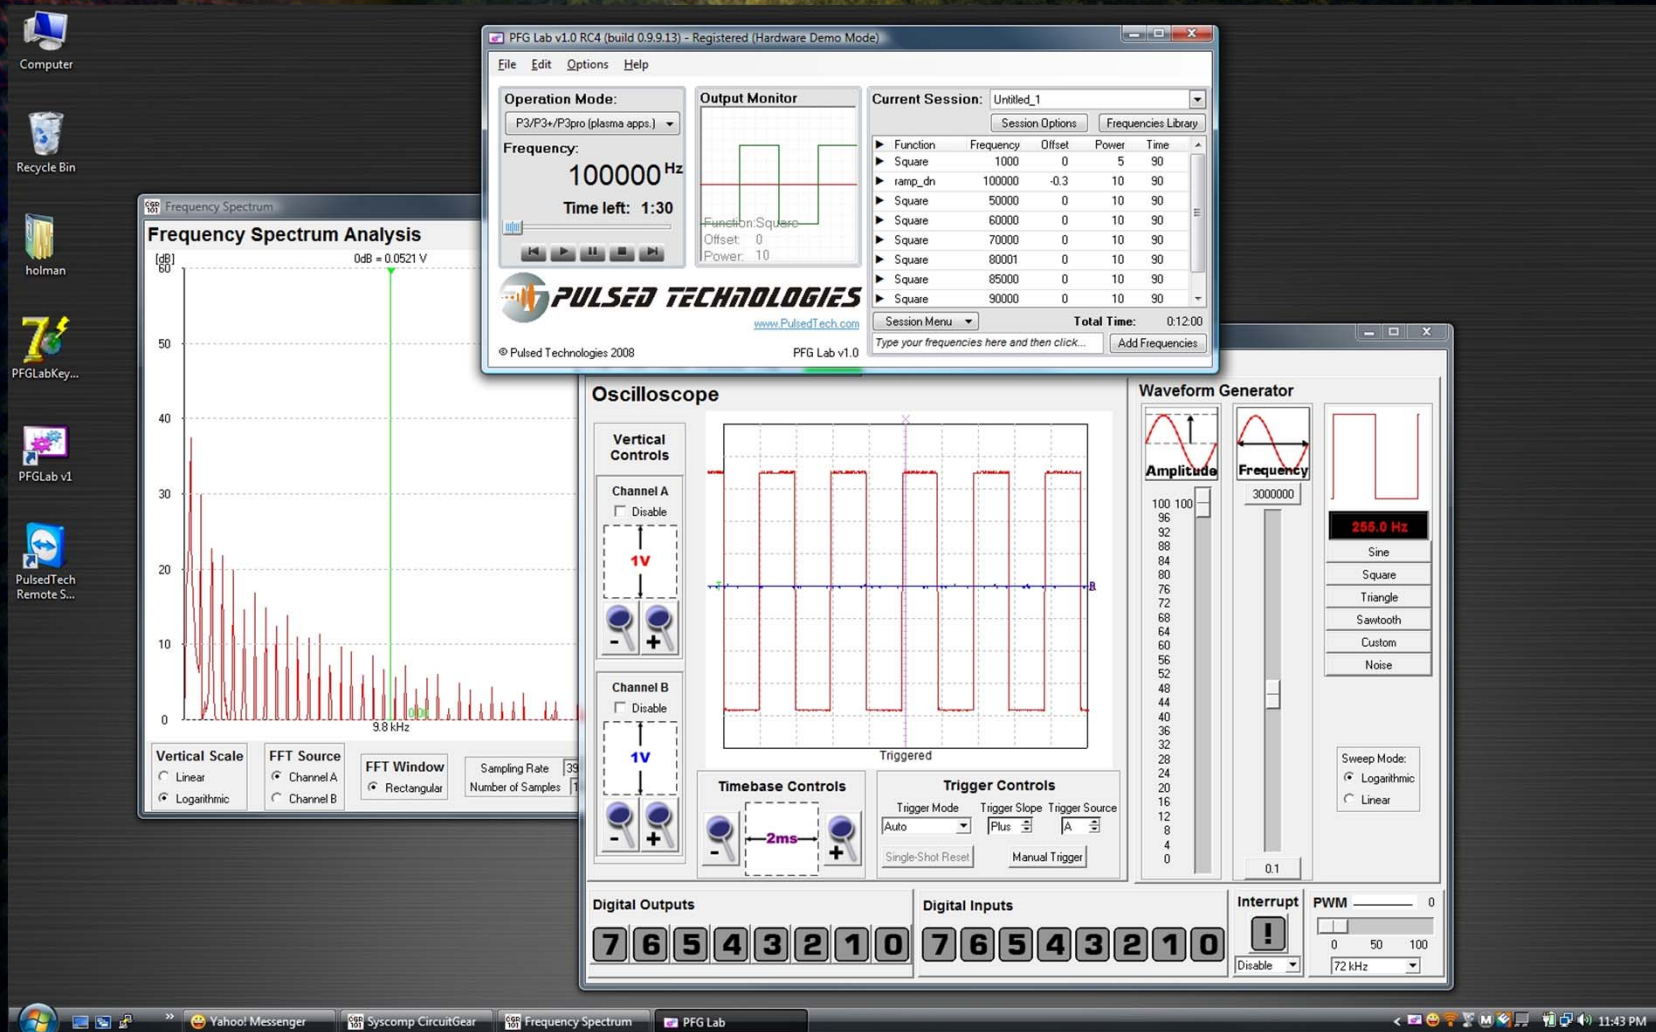 Computer
Recycle Bin
holman
PFGLabKey...
PFGLab v1
PulsedTech
Remote S...
PFG Lab v1.0 RC4 (build 0.9.9.13) - Registered (Hardware Demo Mode)
File Edit Options Help
Operation Mode:
P3/P3+/P3pro (plasma apps.)
Frequency:
100000 Hz
Time left: 1:30
Output Monitor
Function:Square
Offset: 0
Power: 10
PULSED TECHNOLOGIES
www.PulsedTech.com
© Pulsed Technologies 2008
PFG Lab v1.0
Current Session: Untitled_1
Session Options Frequencies Library
Function Frequency Offset Power Time
Square 1000 0 5 90
ramp_dn 100000 -0.3 10 90
Square 50000 0 10 90
Square 60000 0 10 90
Square 70000 0 10 90
Square 80001 0 10 90
Square 85000 0 10 90
Square 90000 0 10 90
Session Menu Total Time: 0:12:00
Type your frequencies here and then click... Add Frequencies
CGR 101 Frequency Spectrum
Frequency Spectrum Analysis
[dB] 0dB = 0.0521 V
60
50
40
30
20
10
0
9.8 kHz
Vertical Scale
Linear
Logarithmic
FFT Source
Channel A
Channel B
FFT Window
Rectangular
Sampling Rate 39
Number of Samples
Oscilloscope
Vertical
Controls
Channel A
Disable
1V
- +
Channel B
Disable
1V
- +
Triggered
Timebase Controls
- 2ms +
Trigger Controls
Trigger Mode Trigger Slope Trigger Source
Auto Plus A
Single-Shot Reset Manual Trigger
Waveform Generator
Amplitude
100 100
96
92
88
84
80
76
72
68
64
60
56
52
48
44
40
36
32
28
24
20
16
12
8
4
0
Frequency
3000000
0.1
255.0 Hz
Sine
Square
Triangle
Sawtooth
Custom
Noise
Sweep Mode:
Logarithmic
Linear
Digital Outputs
7 6 5 4 3 2 1 0
Digital Inputs
7 6 5 4 3 2 1 0
Interrupt
!
Disable
PWM 0
0 50 100
72 kHz
» Yahoo! Messenger CGR 101 Syscomp CircuitGear CGR 101 Frequency Spectrum PFG Lab 11:43 PM